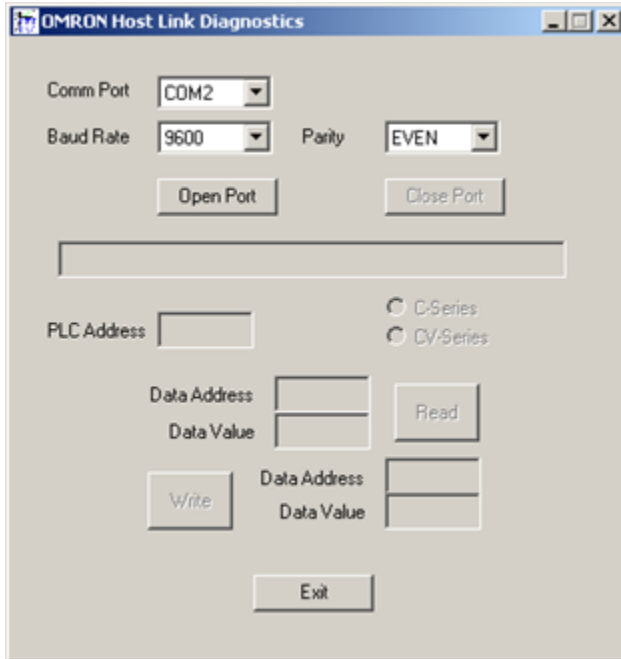 OMRON Host Link Diagnostics
Comm Port COM2
Baud Rate 9600 Parity EVEN
Open Port Close Port
C-Series
PLC Address
CV-Series
Data Address
Read
Data Value
Data Address
Write
Data Value
Exit